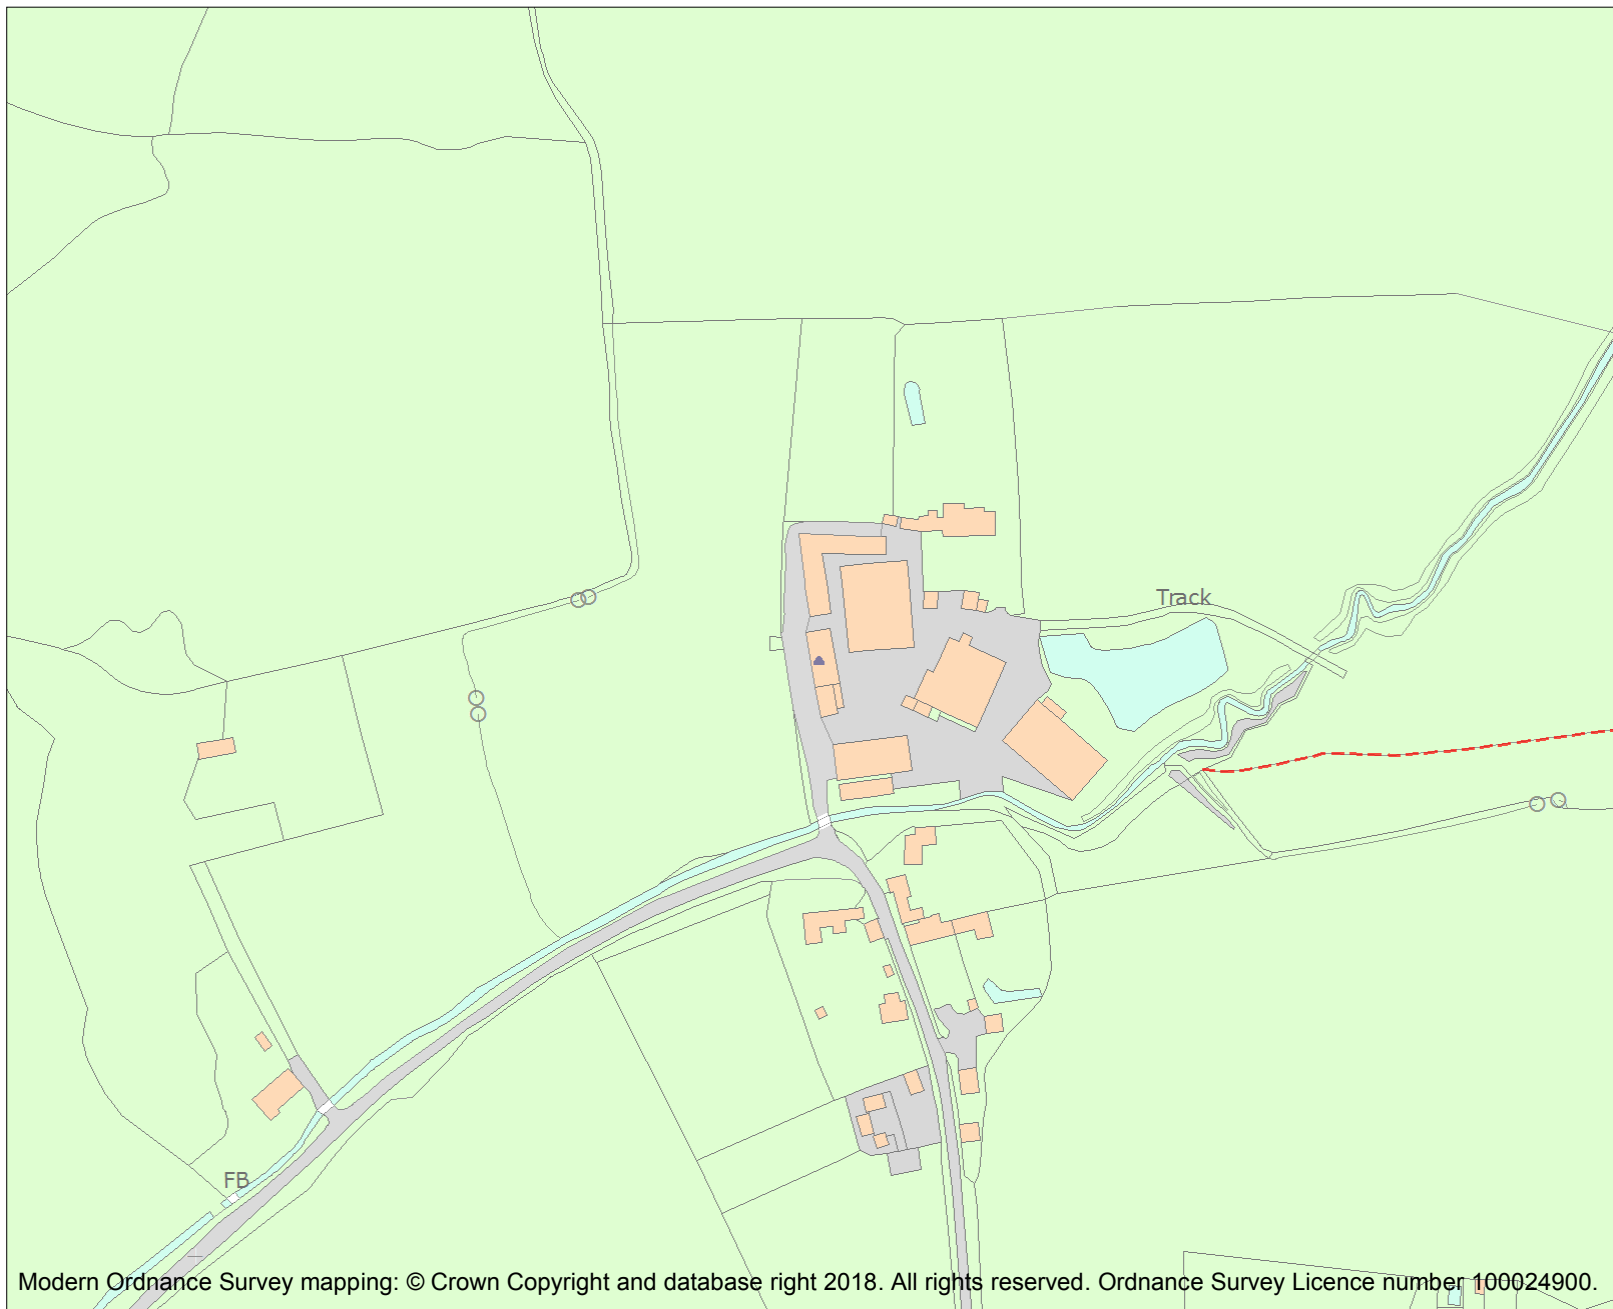 Track
FB
Modern Ordnance Survey mapping: © Crown Copyright and database right 2018. All rights reserved. Ordnance Survey Licence number 100024900.